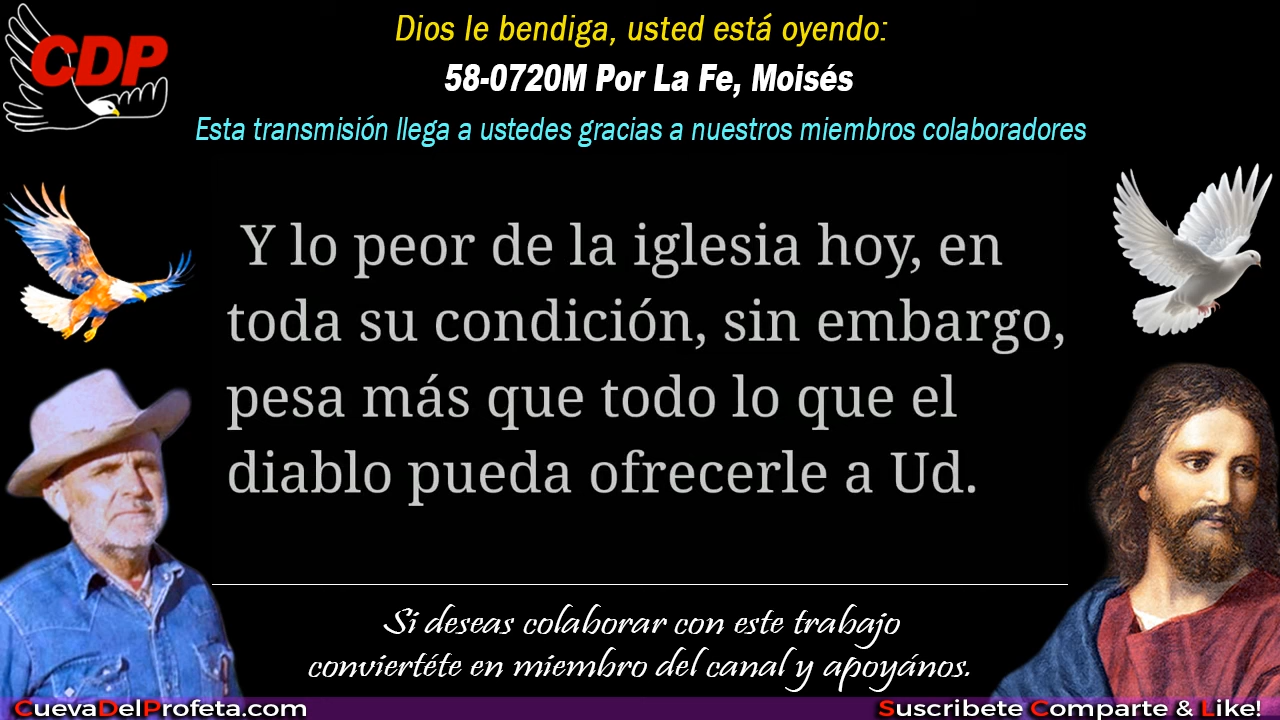 CDP
Dios le bendiga, usted está oyendo:
58-0720M Por La Fe, Moisés
Esta transmisión llega a ustedes gracias a nuestros miembros colaboradores
Y lo peor de la iglesia hoy, en
toda su condición, sin embargo,
pesa más que todo lo que el
diablo pueda ofrecerle a Ud.
Si deseas colaborar con este trabajo
conviertéte en miembro del canal y apoyános.
CuevaDelProfeta.com
Suscribete Comparte & Like!